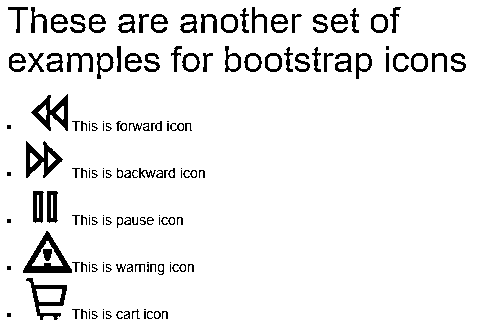 These are another set of
examples for bootstrap icons
This is forward icon
This is backward icon
This is pause icon
This is warning icon
This is cart icon